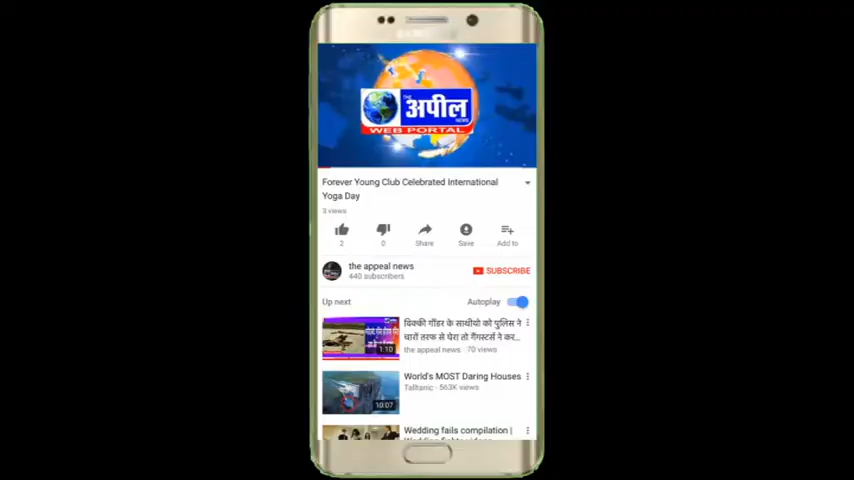 THE
अपील
NEWS
WEB PORTAL
Forever Young Club Celebrated International
Yoga Day
3 views
2
0
Share
Save
Add to
the appeal news
440 subscribers
SUBSCRIBE
Up next
Autoplay
विक्की गौंडर के साथीयो को पुलिस ने
चारों तरफ से घेरा तो गैंगस्टर्स ने कर...
the appeal news · 70 views
1:10
World's MOST Daring Houses
Talltanic · 563K views
10:07
Wedding fails compilation |